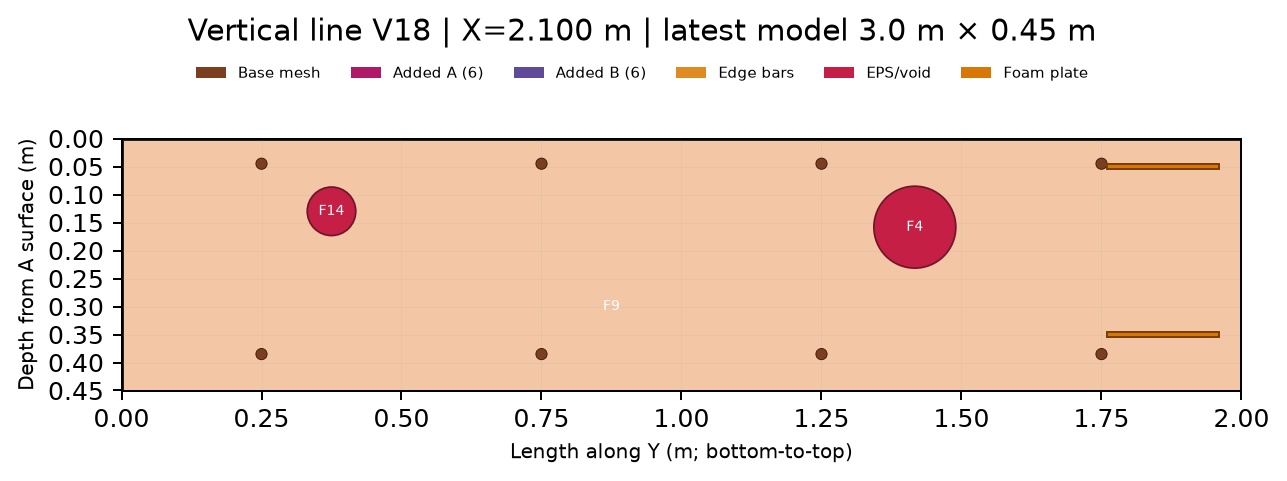 Vertical line V18 | X=2.100 m | latest model 3.0 m × 0.45 m
Base mesh
Added A (6)
Added B (6)
Edge bars
EPS/void
Foam plate
Depth from A surface (m)
0.00
0.05
0.10
0.15
0.20
0.25
0.30
0.35
0.40
0.45
F14
F4
F9
0.00
0.25
0.50
0.75
1.00
1.25
1.50
1.75
2.00
Length along Y (m; bottom-to-top)